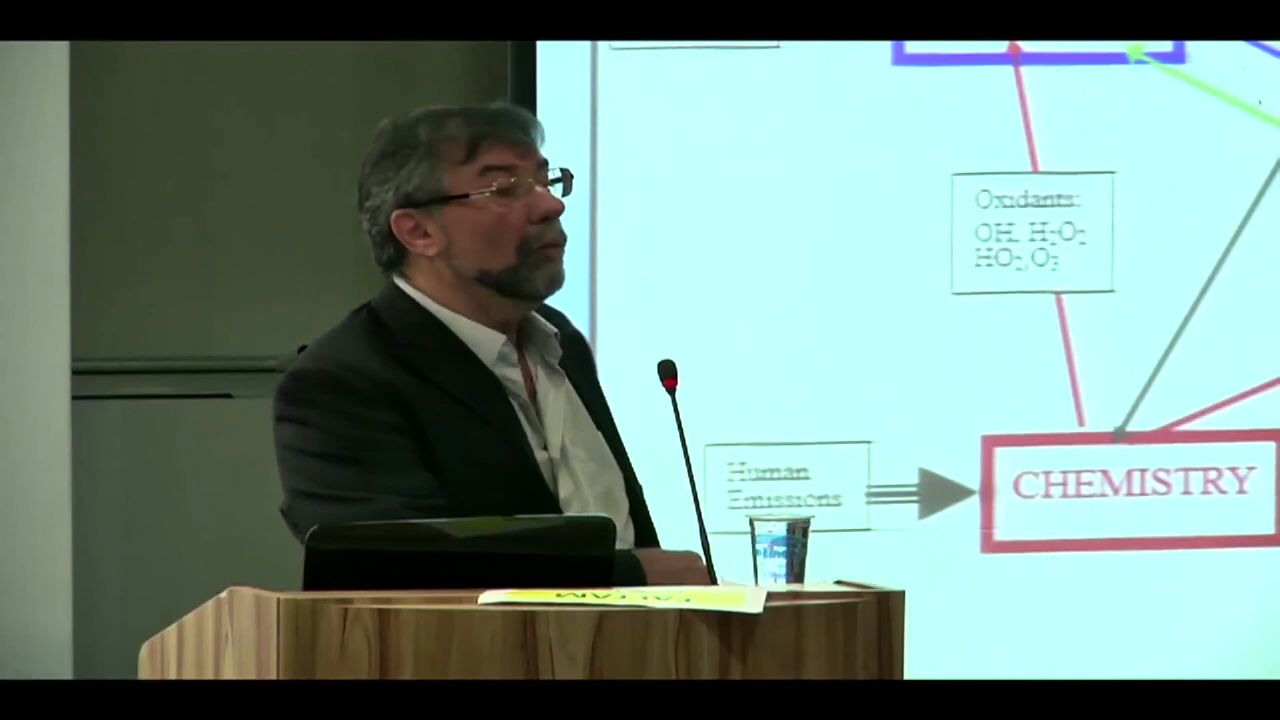 Oxidants:
OH, H₂O₂
HO₂, O₃
Human
Emissions
CHEMISTRY